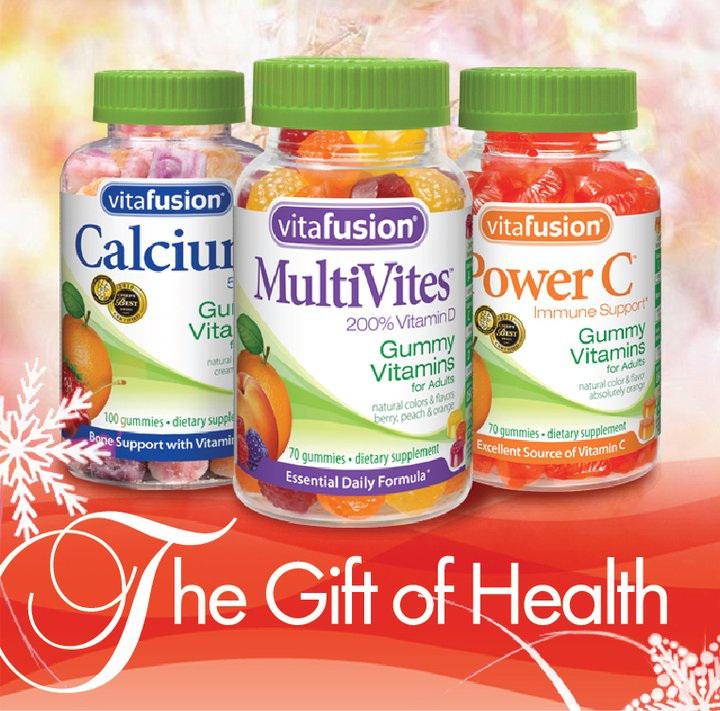 vitafusion®
Calcium
Gu
Vita
natural
cream
100 gummies • dietary supple
Bone Support with Vitamin
vitafusion®
MultiVites™
200% Vitamin D
Gummy
Vitamins
for Adults
natural colors & flavors
berry, peach & orange
70 gummies • dietary supplement
Essential Daily Formula*
vitafusion®
Power C™
Immune Support*
Gummy
Vitamins
for Adults
natural color & flavor
absolutely orange
70 gummies • dietary supplement
Excellent Source of Vitamin C
The Gift of Health